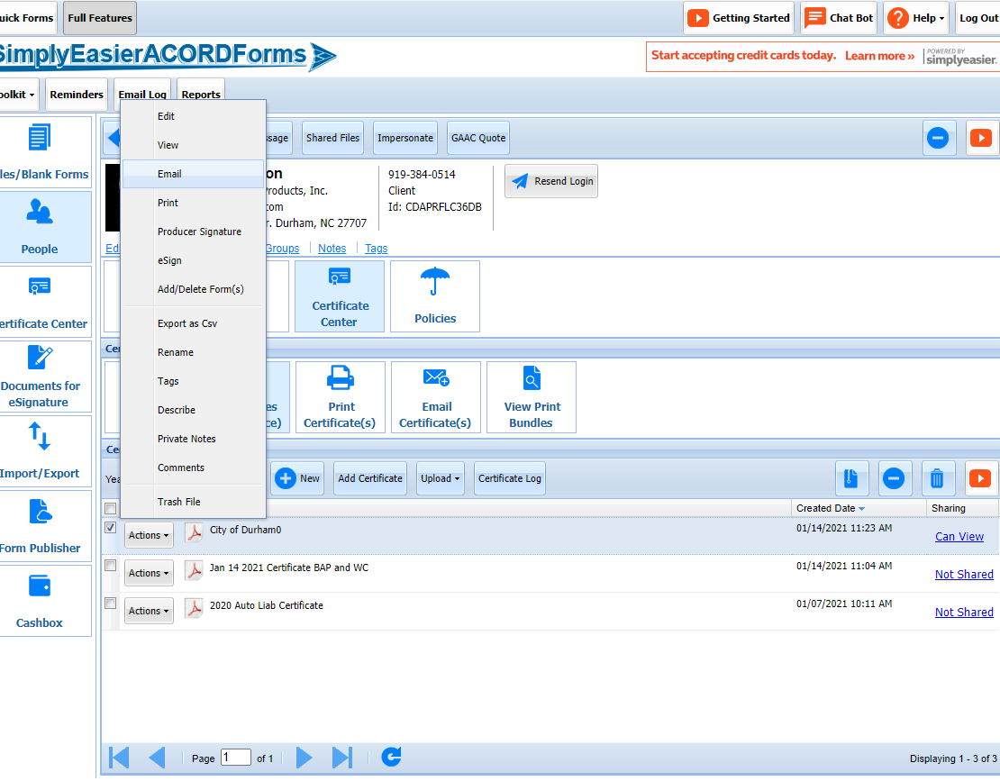 uick Forms
Full Features
Getting Started
Chat Bot
Help
Log Out
SimplyEasierACORDForms
Start accepting credit cards today. Learn more »
POWERED BY
simplyeasier.
oolkit
Reminders
Email Log
Reports
les/Blank Forms
People
ertificate Center
Documents for
eSignature
Import/Export
Form Publisher
Cashbox
Edit
View
Email
Print
Producer Signature
eSign
Add/Delete Form(s)
Export as Csv
Rename
Tags
Describe
Private Notes
Comments
Trash File
ssage
Shared Files
Impersonate
GAAC Quote
on
Products, Inc.
com
r. Durham, NC 27707
919-384-0514
Client
Id: CDAPRFLC36DB
Resend Login
Ed
Groups
Notes
Tags
Certificate
Center
Policies
Cer
es
ce)
Print
Certificate(s)
Email
Certificate(s)
View Print
Bundles
Cer
Yea
New
Add Certificate
Upload
Certificate Log
Created Date
Sharing
Actions
City of Durham0
01/14/2021 11:23 AM
Can View
Actions
Jan 14 2021 Certificate BAP and WC
01/14/2021 11:04 AM
Not Shared
Actions
2020 Auto Liab Certificate
01/07/2021 10:11 AM
Not Shared
Page 1 of 1
Displaying 1 - 3 of 3